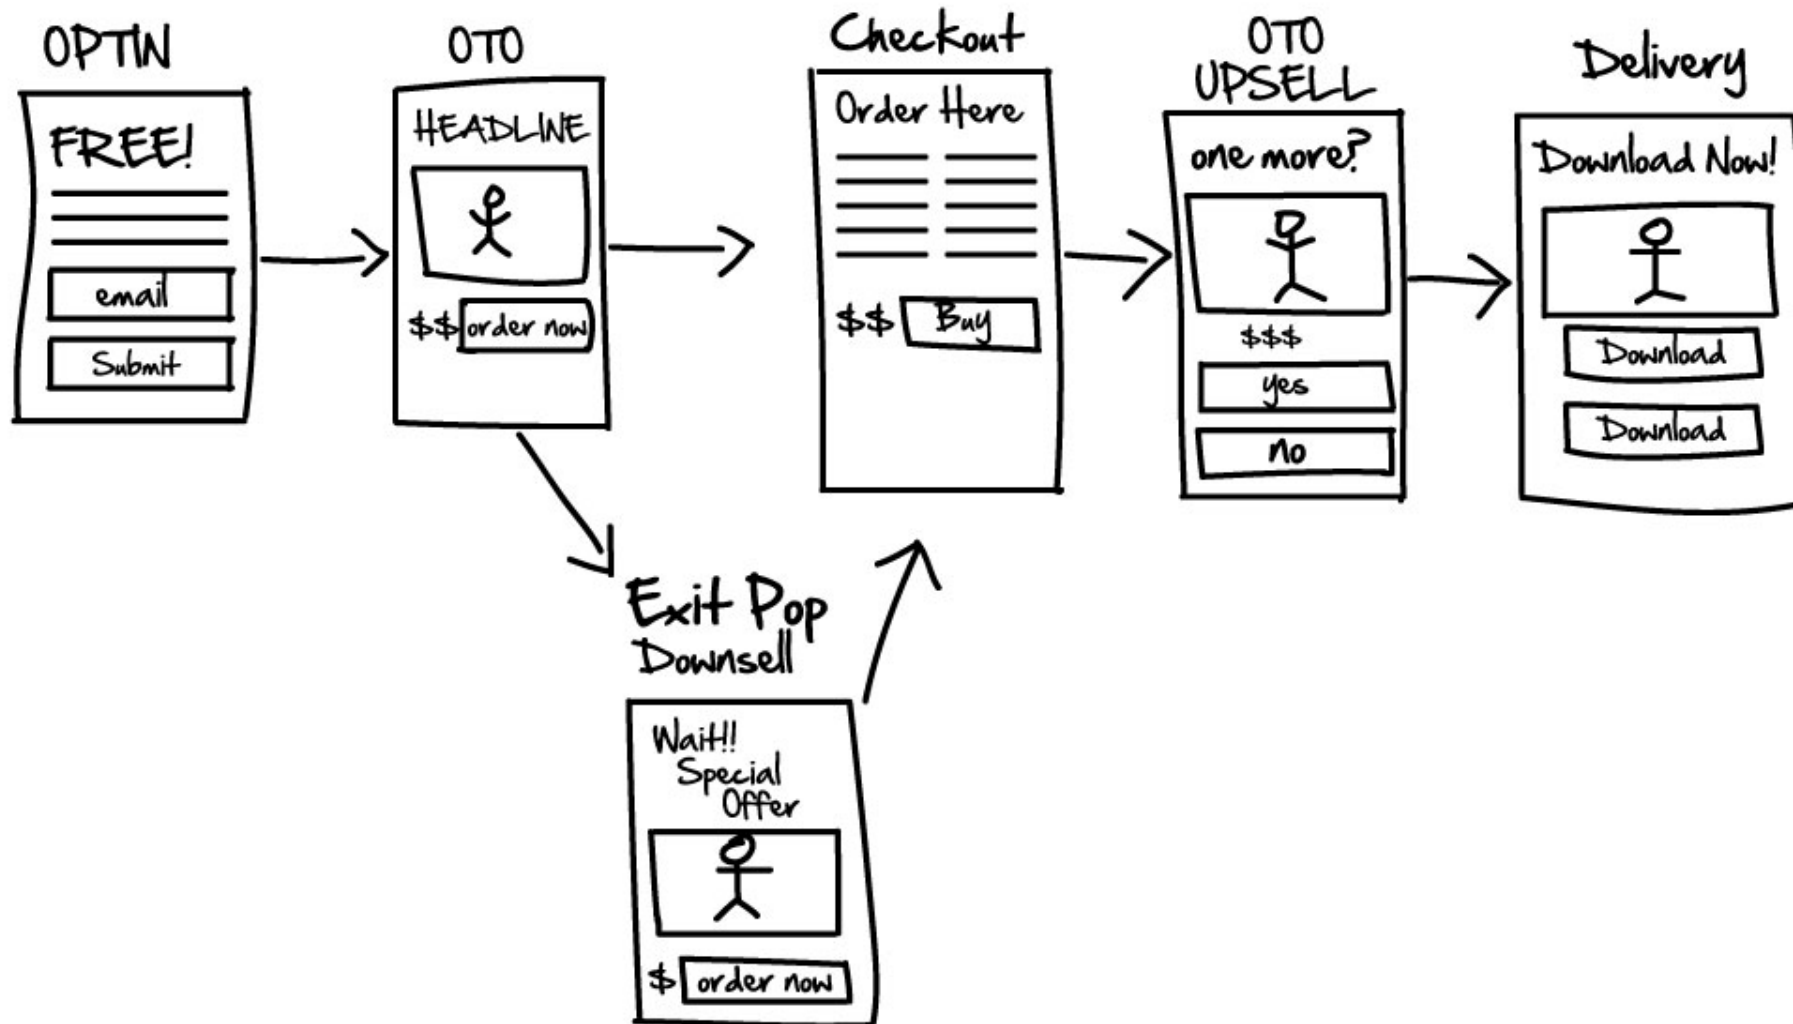 OPTIN
FREE!
email
Submit
OTO
HEADLINE
$$ order now
Checkout
Order Here
$$ Buy
OTO
UPSELL
one more?
$$$
yes
no
Delivery
Download Now!
Download
Download
Exit Pop
Downsell
Wait!!
Special
Offer
$ order now